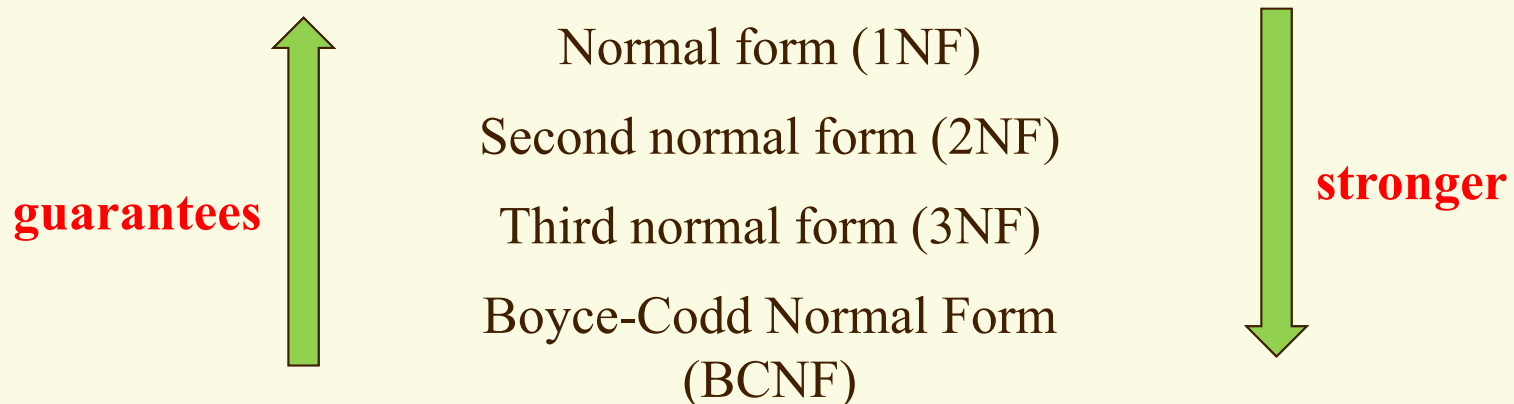 Normal form (1NF)
Second normal form (2NF)
stronger
guarantees
Third normal form (3NF)
Boyce-Codd Normal Form
(BCNF)